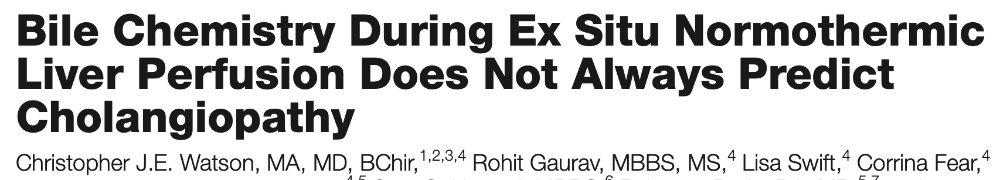 Bile Chemistry During Ex Situ Normothermic
Liver Perfusion Does Not Always Predict
Cholangiopathy
Christopher J.E. Watson, MA, MD, BChir,1,2,3,4 Rohit Gaurav, MBBS, MS,4 Lisa Swift,4 Corrina Fear,4